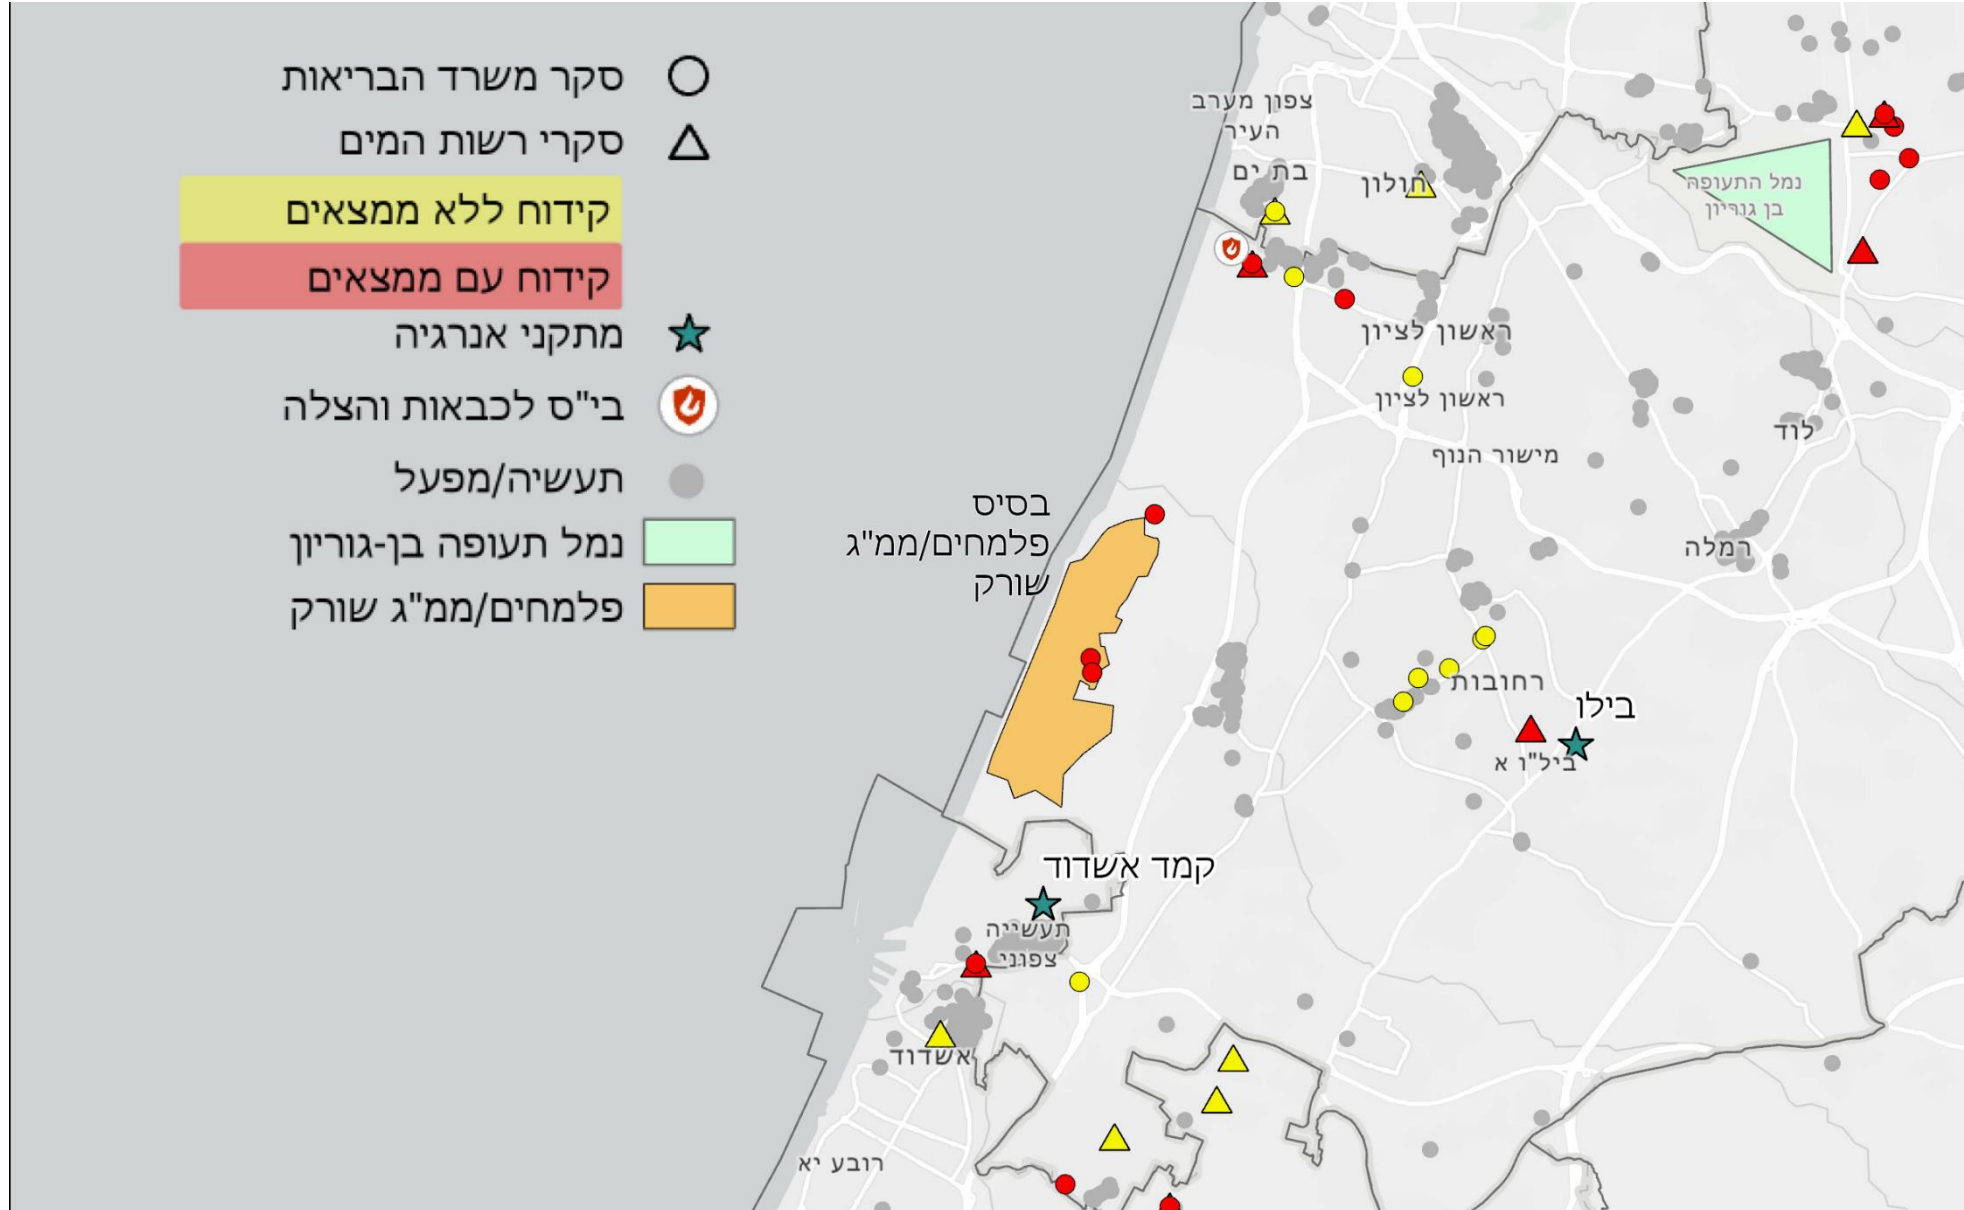 סקר משרד הבריאות
סקרי רשות המים
קידוח ללא ממצאים
קידוח עם ממצאים
מתקני אנרגיה
בי"ס לכבאות והצלה
תעשיה/מפעל
נמל תעופה בן-גוריון
פלמחים/ממ"ג שורק
צפון מערב
העיר
בת ים
חולון
נמל התעופה
בן גוריון
ראשון לציון
ראשון לציון
לוד
מישור הנוף
בסיס
פלמחים/ממ"ג
שורק
רמלה
רחובות
בילו
ביל"ו א
קמד אשדוד
תעשייה
צפוני
אשדוד
רובע יא